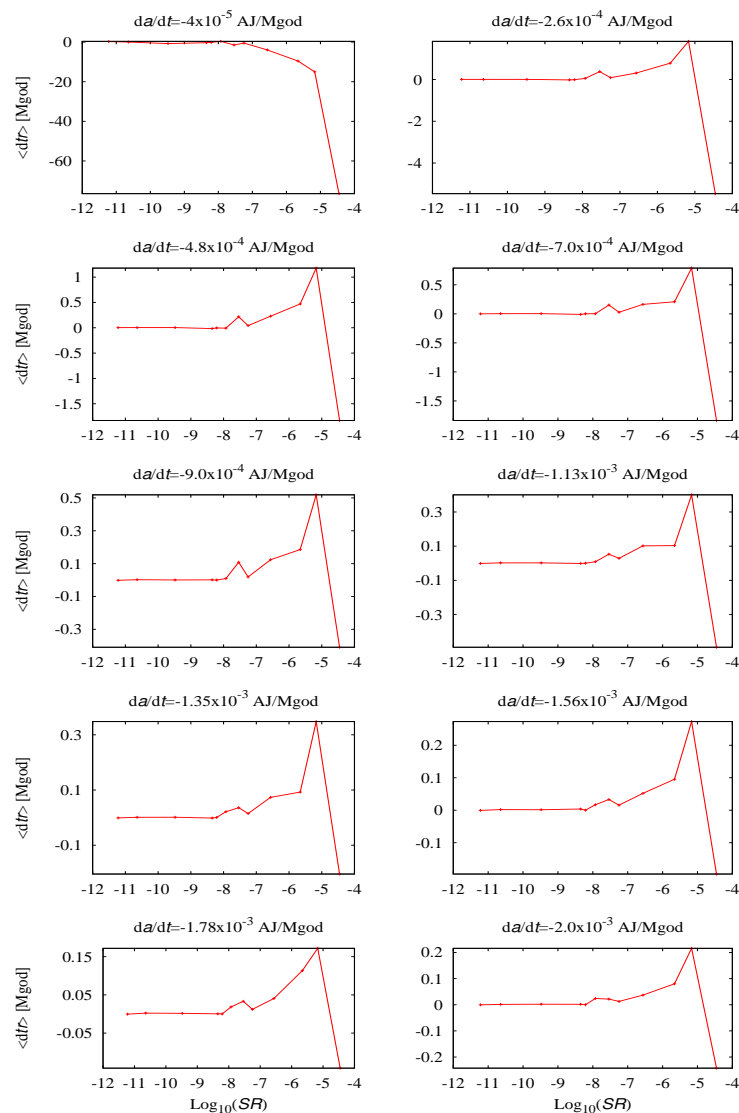 da/dt=-4x10⁻⁵ AJ/Mgod
da/dt=-2.6x10⁻⁴ AJ/Mgod
<dtr> [Mgod]
0
-20
-40
-60
-12 -11 -10 -9 -8 -7 -6 -5 -4
2
0
-2
-4
-12 -11 -10 -9 -8 -7 -6 -5 -4
da/dt=-4.8x10⁻⁴ AJ/Mgod
da/dt=-7.0x10⁻⁴ AJ/Mgod
<dtr> [Mgod]
1
0.5
0
-0.5
-1
-1.5
-12 -11 -10 -9 -8 -7 -6 -5 -4
0.5
0
-0.5
-1
-1.5
-12 -11 -10 -9 -8 -7 -6 -5 -4
da/dt=-9.0x10⁻⁴ AJ/Mgod
da/dt=-1.13x10⁻³ AJ/Mgod
<dtr> [Mgod]
0.5
0.3
0.1
-0.1
-0.3
-12 -11 -10 -9 -8 -7 -6 -5 -4
0.3
0.1
-0.1
-0.3
-12 -11 -10 -9 -8 -7 -6 -5 -4
da/dt=-1.35x10⁻³ AJ/Mgod
da/dt=-1.56x10⁻³ AJ/Mgod
<dtr> [Mgod]
0.3
0.1
-0.1
-12 -11 -10 -9 -8 -7 -6 -5 -4
0.2
0.1
0
-0.1
-12 -11 -10 -9 -8 -7 -6 -5 -4
da/dt=-1.78x10⁻³ AJ/Mgod
da/dt=-2.0x10⁻³ AJ/Mgod
<dtr> [Mgod]
0.15
0.05
-0.05
-12 -11 -10 -9 -8 -7 -6 -5 -4
Log₁₀(SR)
0.2
0.1
0
-0.1
-0.2
-12 -11 -10 -9 -8 -7 -6 -5 -4
Log₁₀(SR)